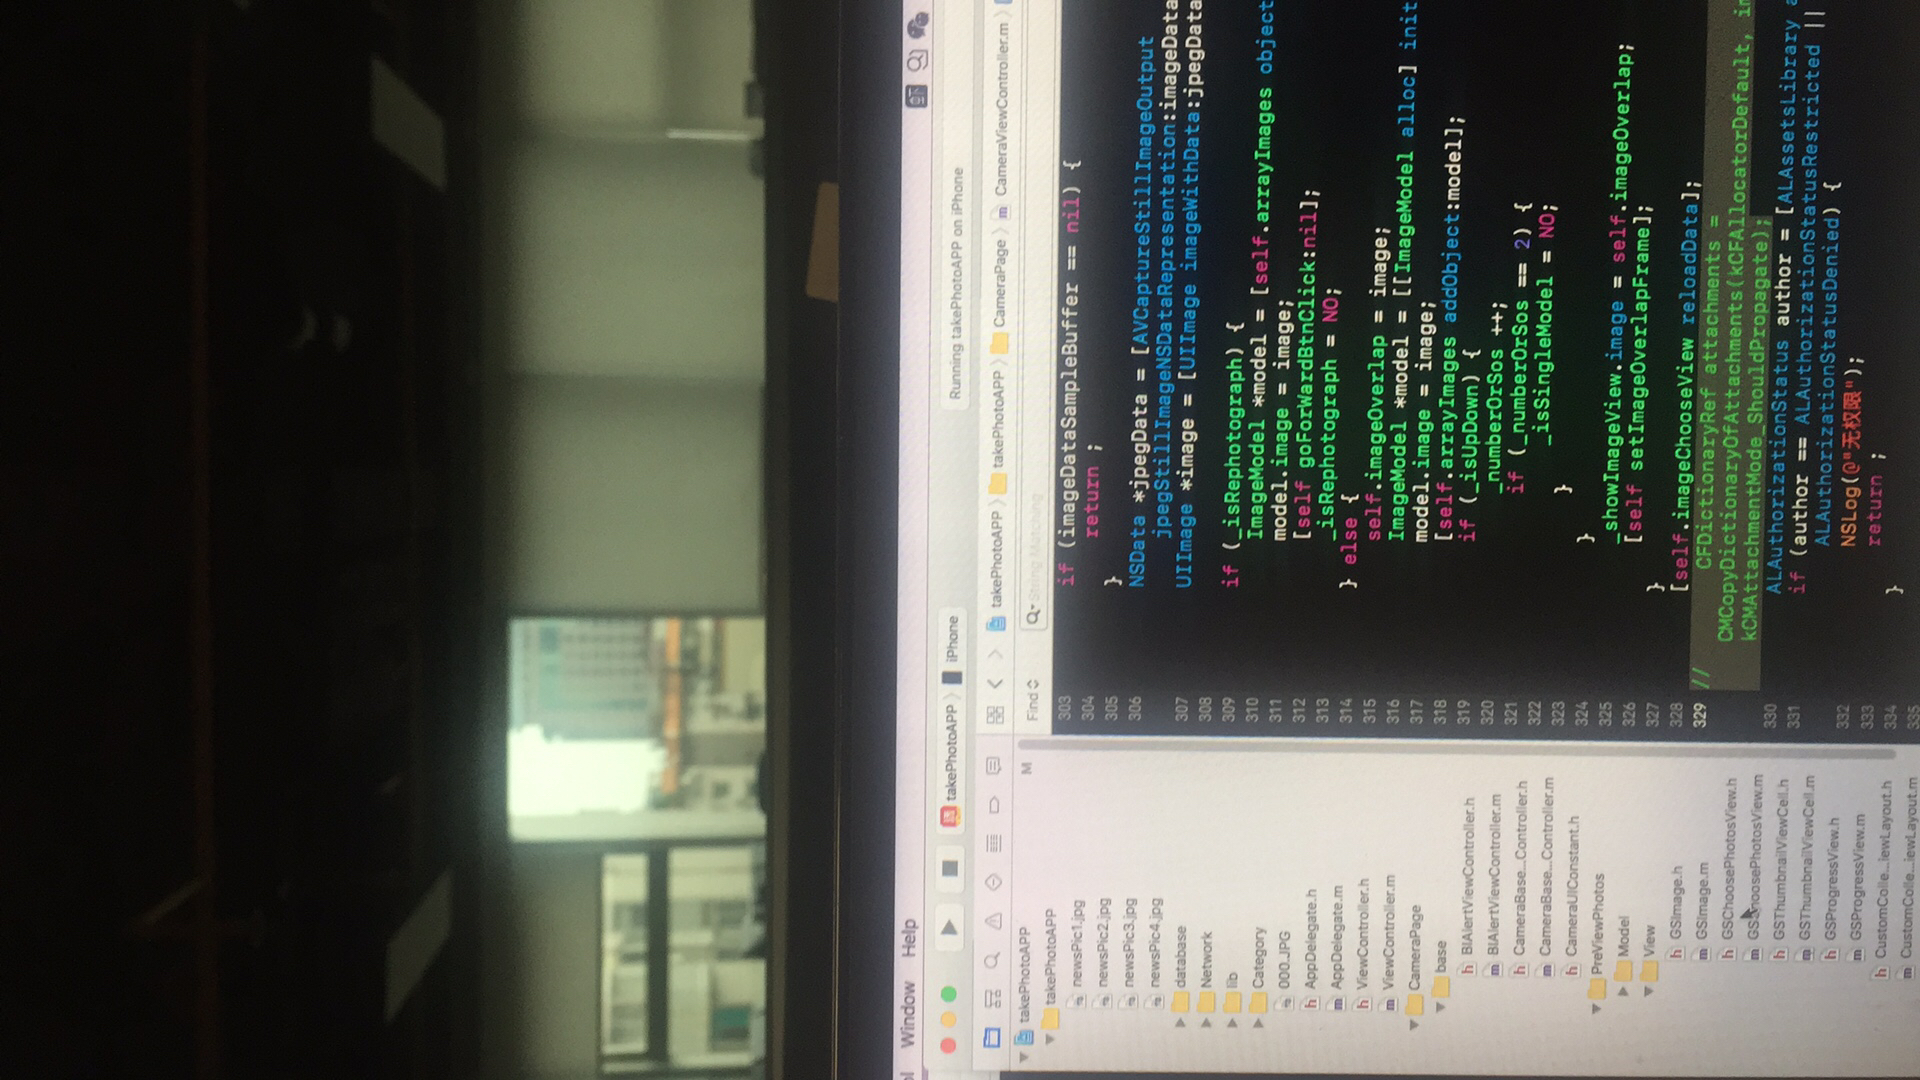 Window Help
takePhotoAPP iPhone
Running takePhotoAPP on iPhone
takePhotoAPP takePhotoAPP CameraPage CameraViewController.m
Find String Matching
takePhotoAPP M
takePhotoAPP
newsPic1.jpg
newsPic2.jpg
newsPic3.jpg
newsPic4.jpg
database
Network
lib
Category
000.JPG
AppDelegate.h
AppDelegate.m
ViewController.h
ViewController.m
CameraPage
base
BIAlertViewController.h
BIAlertViewController.m
CameraBase...Controller.h
CameraBase...Controller.m
CameraUIConstant.h
PreViewPhotos
Model
View
GSImage.h
GSImage.m
GSChoosePhotosView.h
GSChoosePhotosView.m
GSThumbnailViewCell.h
GSThumbnailViewCell.m
GSProgressView.h
GSProgressView.m
CustomColle...iewLayout.h
CustomColle...iewLayout.m
303 if (imageDataSampleBuffer == nil) {
304 return ;
305 }
306 NSData *jpegData = [AVCaptureStillImageOutput
jpegStillImageNSDataRepresentation:imageData
307 UIImage *image = [UIImage imageWithData:jpegData
308
309 if (_isRephotograph) {
310 ImageModel *model = [self.arrayImages object
311 model.image = image;
312 [self goForWardBtnClick:nil];
313 _isRephotograph = NO;
314 } else {
315 self.imageOverlap = image;
316 ImageModel *model = [[ImageModel alloc] init
317 model.image = image;
318 [self.arrayImages addObject:model];
319 if (_isUpDown) {
320 _numberOrSos ++;
321 if (_numberOrSos == 2) {
322 _isSingleModel = NO;
323 }
324 }
325 _showImageView.image = self.imageOverlap;
326 [self setImageOverlapFrame];
327 }
328 [self.imageChooseView reloadData];
329 // CFDictionaryRef attachments =
CMCopyDictionaryOfAttachments(kCFAllocatorDefault, im
kCMAttachmentMode_ShouldPropagate);
330 ALAuthorizationStatus author = [ALAssetsLibrary a
331 if (author == ALAuthorizationStatusRestricted ||
ALAuthorizationStatusDenied) {
332 NSLog(@"无权限");
333 return ;
334 }
335